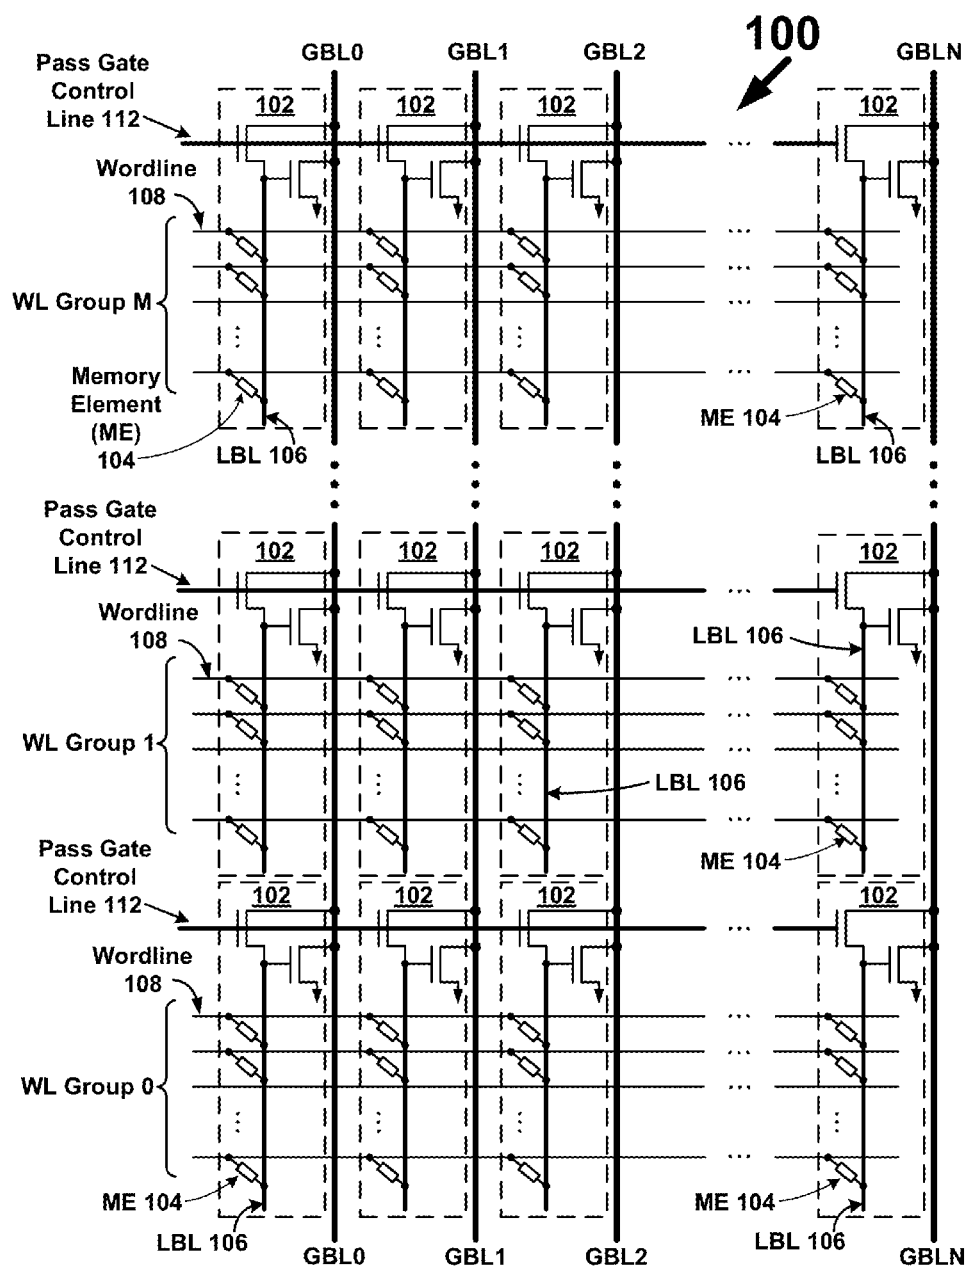 100
GBL0 GBL1 GBL2 GBLN
Pass Gate
Control
Line 112
102 102 102 102
Wordline
108
...
WL Group M
...
Memory
Element
(ME)
104
ME 104
LBL 106
LBL 106
Pass Gate
Control
Line 112
102 102 102 102
Wordline
108
LBL 106
WL Group 1
LBL 106
ME 104
Pass Gate
Control
Line 112
102 102 102 102
Wordline
108
WL Group 0
ME 104
ME 104
LBL 106
LBL 106
GBL0 GBL1 GBL2 GBLN